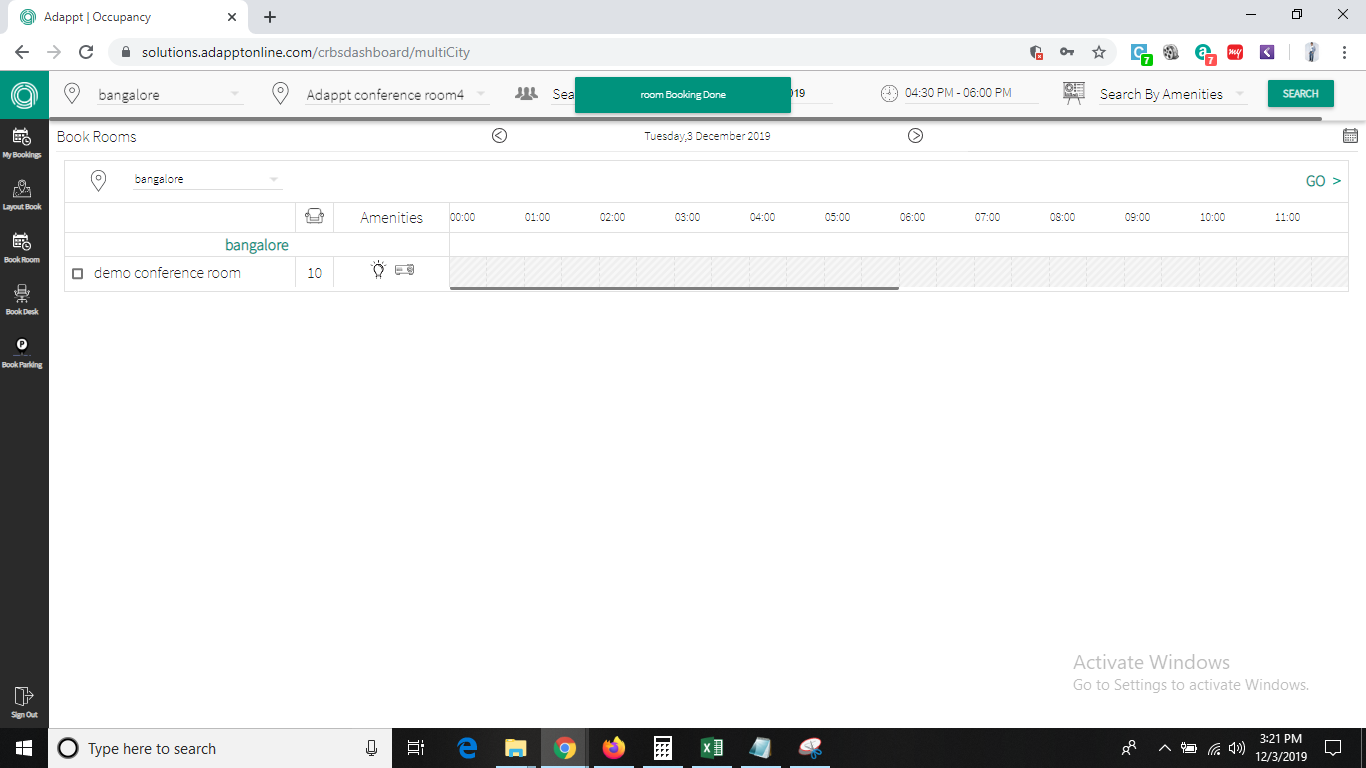 Adappt | Occupancy
solutions.adapptonline.com/crbsdashboard/multiCity
7
7
my
bangalore
Adappt conference room4
Sea
room Booking Done
019
04:30 PM - 06:00 PM
Search By Amenities
SEARCH
My Bookings
Layout Book
Book Room
Book Desk
P
Book Parking
Sign Out
Book Rooms
Tuesday,3 December 2019
bangalore
GO >
Amenities
00:00 01:00 02:00 03:00 04:00 05:00 06:00 07:00 08:00 09:00 10:00 11:00
bangalore
demo conference room 10
Activate Windows
Go to Settings to activate Windows.
Type here to search
3:21 PM
12/3/2019